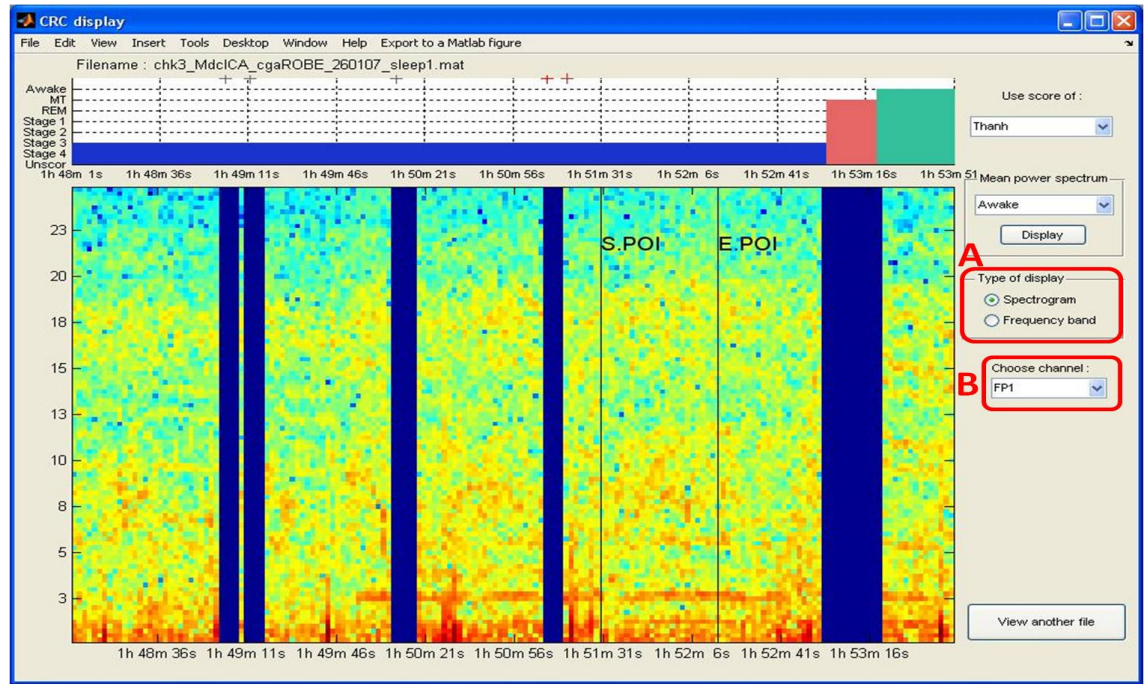 CRC display
File Edit View Insert Tools Desktop Window Help Export to a Matlab figure
Filename : chk3_MdcICA_cgaROBE_260107_sleep1.mat
Awake
MT
REM
Stage 1
Stage 2
Stage 3
Stage 4
Unscor
1h 48m 1s 1h 48m 36s 1h 49m 11s 1h 49m 46s 1h 50m 21s 1h 50m 56s 1h 51m 31s 1h 52m 6s 1h 52m 41s 1h 53m 16s 1h 53m 51
Use score of :
Thanh
Mean power spectrum
Awake
Display
A
Type of display
Spectrogram
Frequency band
B
Choose channel :
FP1
View another file
S.POI E.POI
23
20
18
15
13
10
8
5
3
1h 48m 36s 1h 49m 11s 1h 49m 46s 1h 50m 21s 1h 50m 56s 1h 51m 31s 1h 52m 6s 1h 52m 41s 1h 53m 16s